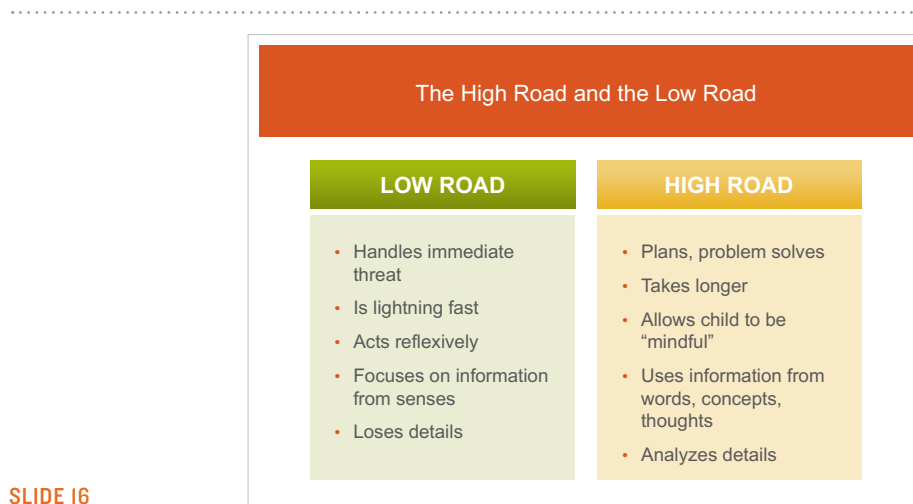 The High Road and the Low Road
LOW ROAD
• Handles immediate
threat
• Is lightning fast
• Acts reflexively
• Focuses on information
from senses
• Loses details
HIGH ROAD
• Plans, problem solves
• Takes longer
• Allows child to be
“mindful”
• Uses information from
words, concepts,
thoughts
• Analyzes details
SLIDE 16